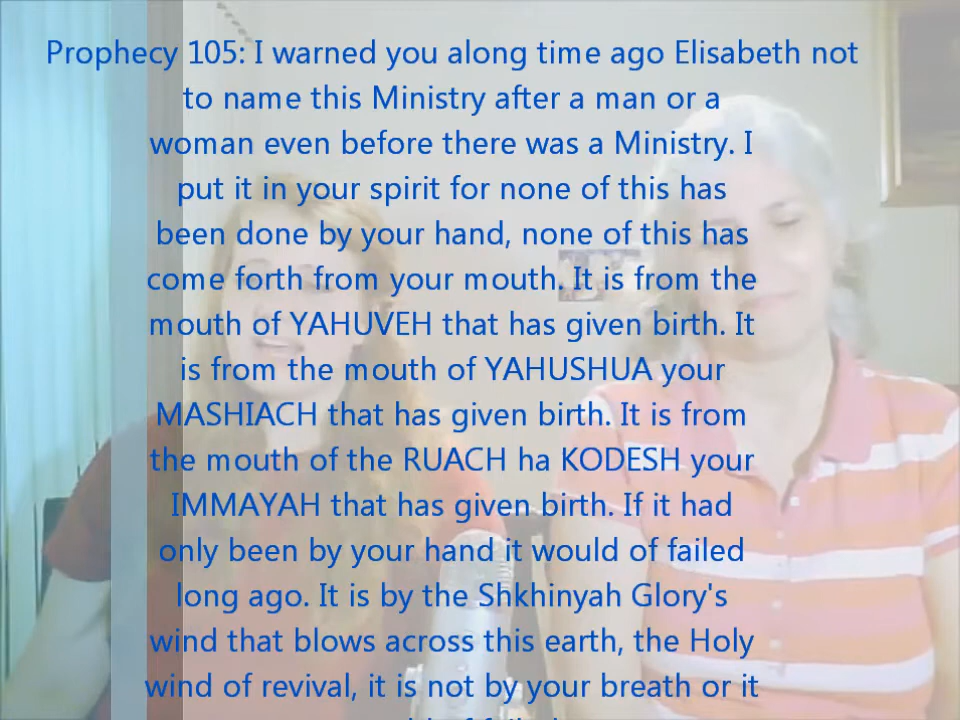 Prophecy 105: I warned you along time ago Elisabeth not
to name this Ministry after a man or a
woman even before there was a Ministry. I
put it in your spirit for none of this has
been done by your hand, none of this has
come forth from your mouth. It is from the
mouth of YAHUVEH that has given birth. It
is from the mouth of YAHUSHUA your
MASHIACH that has given birth. It is from
the mouth of the RUACH ha KODESH your
IMMAYAH that has given birth. If it had
only been by your hand it would of failed
long ago. It is by the Shkhinyah Glory's
wind that blows across this earth, the Holy
wind of revival, it is not by your breath or it